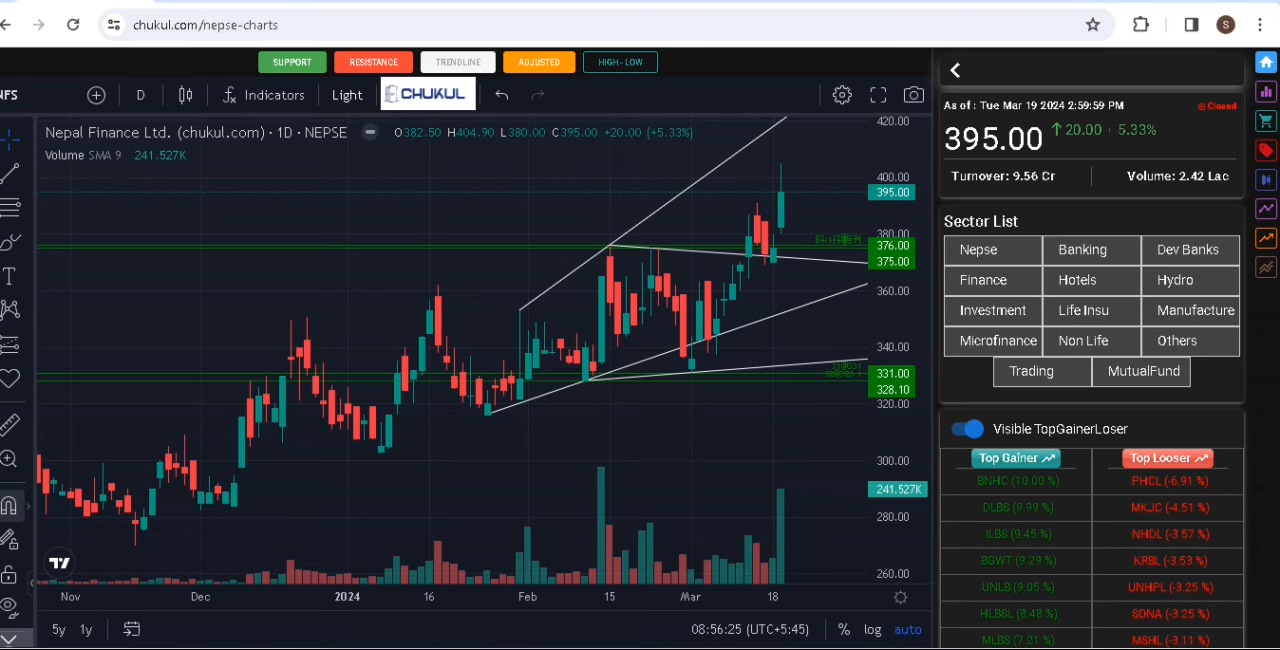 chukul.com/nepse-charts
S
SUPPORT RESISTANCE TRENDLINE ADJUSTED HIGH-LOW
NFS D Indicators Light CHUKUL
Nepal Finance Ltd. (chukul.com) · 1D · NEPSE O382.50 H404.90 L380.00 C395.00 +20.00 (+5.33%)
Volume SMA 9 241.527K
420.00
400.00
395.00
380.00
376.00
375.00
360.00
340.00
331.00
328.10
320.00
300.00
241.527K
280.00
260.00
Nov Dec 2024 16 Feb 15 Mar 18
5y 1y 08:56:25 (UTC+5:45) % log auto
As of : Tue Mar 19 2024 2:59:59 PM Closed
395.00 ↑20.00 5.33%
Turnover: 9.56 Cr Volume: 2.42 Lac
Sector List
Nepse Banking Dev Banks
Finance Hotels Hydro
Investment Life Insu Manufacture
Microfinance Non Life Others
Trading MutualFund
Visible TopGainerLoser
Top Gainer Top Looser
BNHC (10.00 %) PHCL (-6.91 %)
DLBS (9.99 %) MKJC (-4.51 %)
ILBS (9.45 %) NHDL (-3.57 %)
BGWT (9.29 %) KRBL (-3.53 %)
UNLB (9.05 %) UNHPL (-3.25 %)
HLBSL (8.48 %) SONA (-3.25 %)
MLBS (7.21 %) MSHL (-3.11 %)